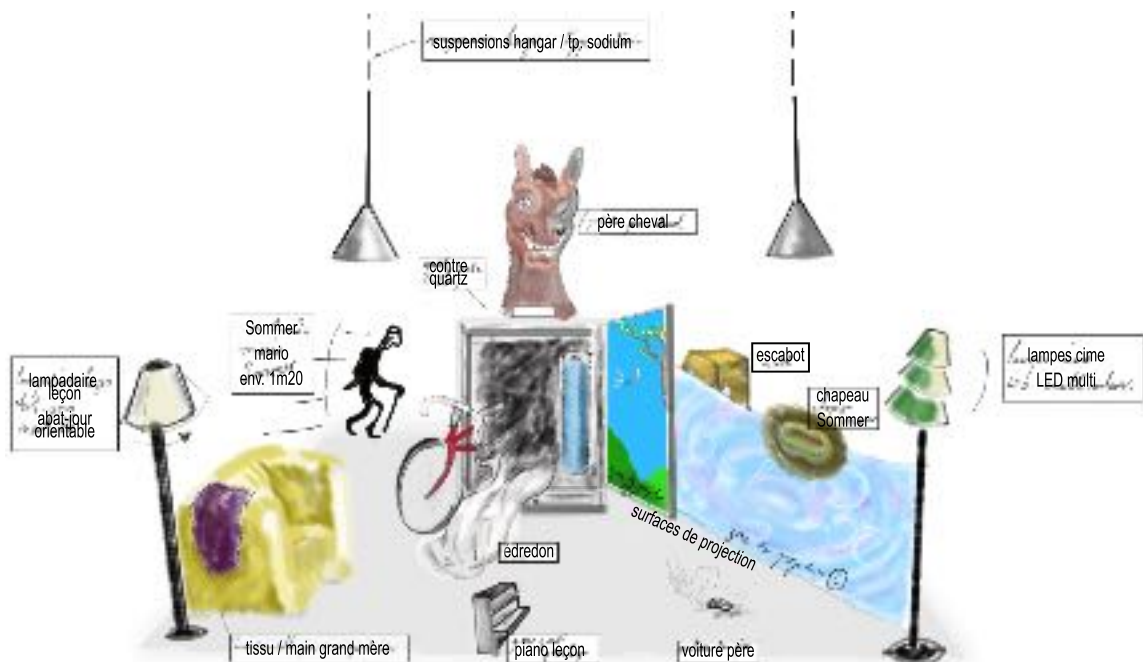 suspensions hangar / tp. sodium
père cheval
contre
quartz
Sommer
mario
env. 1m20
lampadaire
leçon
abat-jour
orientable
escabot
chapeau
Sommer
lampes cime
LED multi
surfaces de projection
edredon
tissu / main grand mère
piano leçon
voiture père